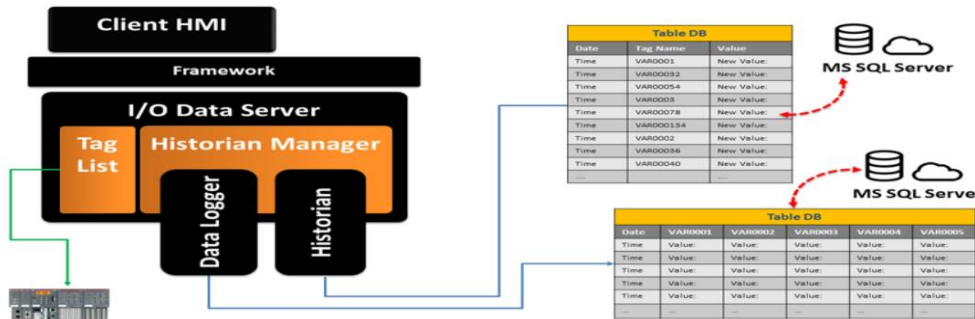 Client HMI
Framework
I/O Data Server
Tag List
Historian Manager
Data Logger
Historian
Table DB
Date Tag Name Value
Time VAR0001 New Value:
Time VAR00032 New Value:
Time VAR00054 New Value:
Time VAR0003 New Value:
Time VAR00078 New Value:
Time VAR000134 New Value:
Time VAR0002 New Value:
Time VAR00036 New Value:
Time VAR00040 New Value:
....
MS SQL Server
MS SQL Serve
Table DB
Date VAR0001 VAR0002 VAR0003 VAR0004 VAR0005
Time Value: Value: Value: Value: Value:
Time Value: Value: Value: Value: Value:
Time Value: Value: Value: Value: Value:
Time Value: Value: Value: Value: Value:
Time Value: Value: Value: Value: Value:
... ... ... ... ... ...